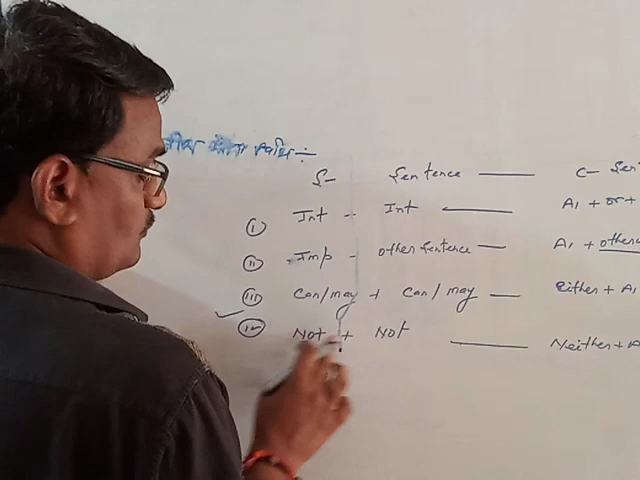 S- Sentence — C- Sen
(i) Int - Int — A1 + or +
(ii) Imp - other Sentence — A1 + otherw
(iii) Can/may + Can/may — either + A1
✓ (iv) Not + Not — Neither + A